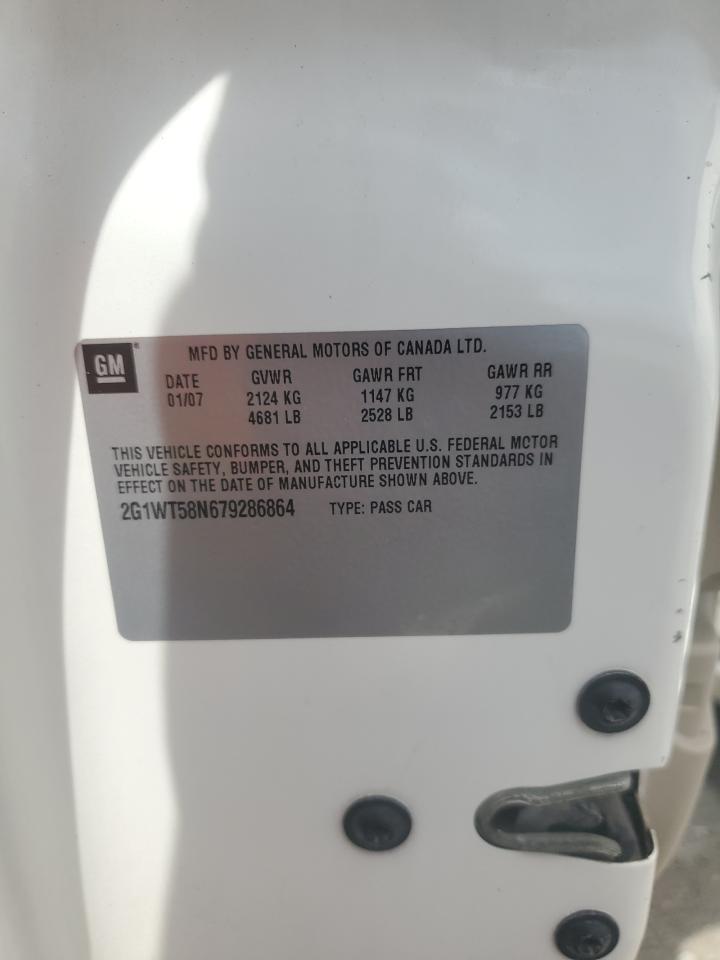 GM
MFD BY GENERAL MOTORS OF CANADA LTD.
DATE GVWR GAWR FRT GAWR RR
01/07 2124 KG 1147 KG 977 KG
4681 LB 2528 LB 2153 LB
THIS VEHICLE CONFORMS TO ALL APPLICABLE U.S. FEDERAL MOTOR
VEHICLE SAFETY, BUMPER, AND THEFT PREVENTION STANDARDS IN
EFFECT ON THE DATE OF MANUFACTURE SHOWN ABOVE.
2G1WT58N679286864 TYPE: PASS CAR